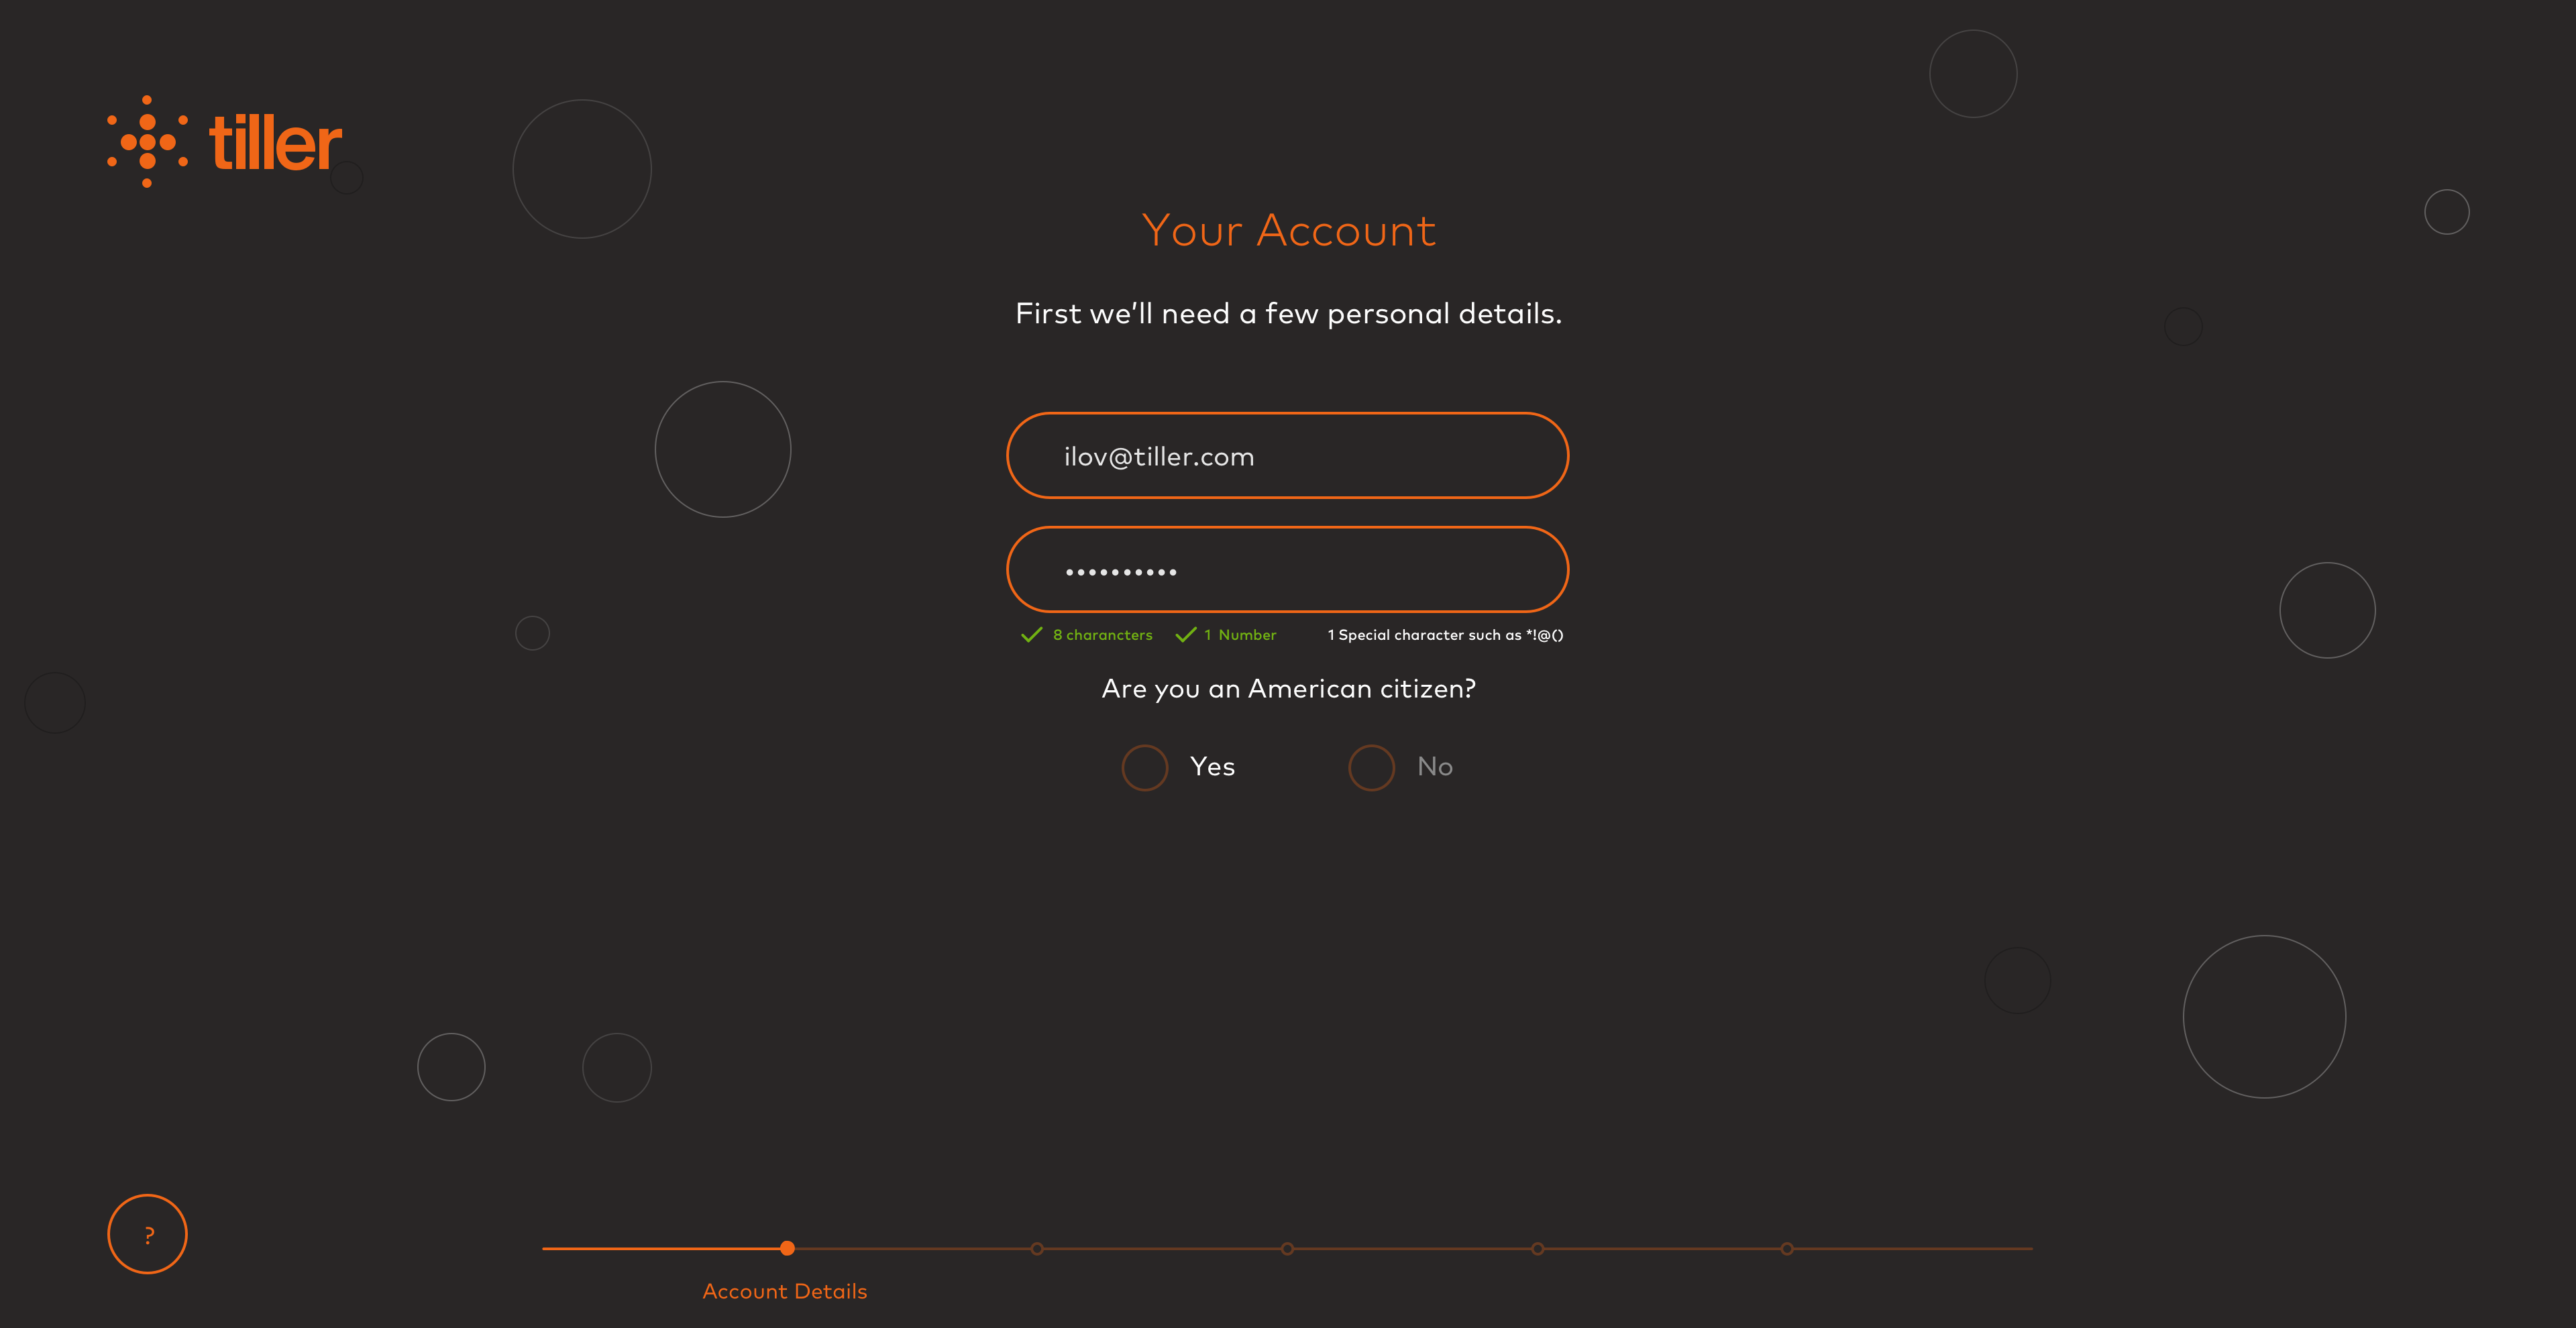 tiller
Your Account
First we’ll need a few personal details.
ilov@tiller.com
••••••••••
8 charancters 1 Number 1 Special character such as *!@()
Are you an American citizen?
Yes No
?
Account Details